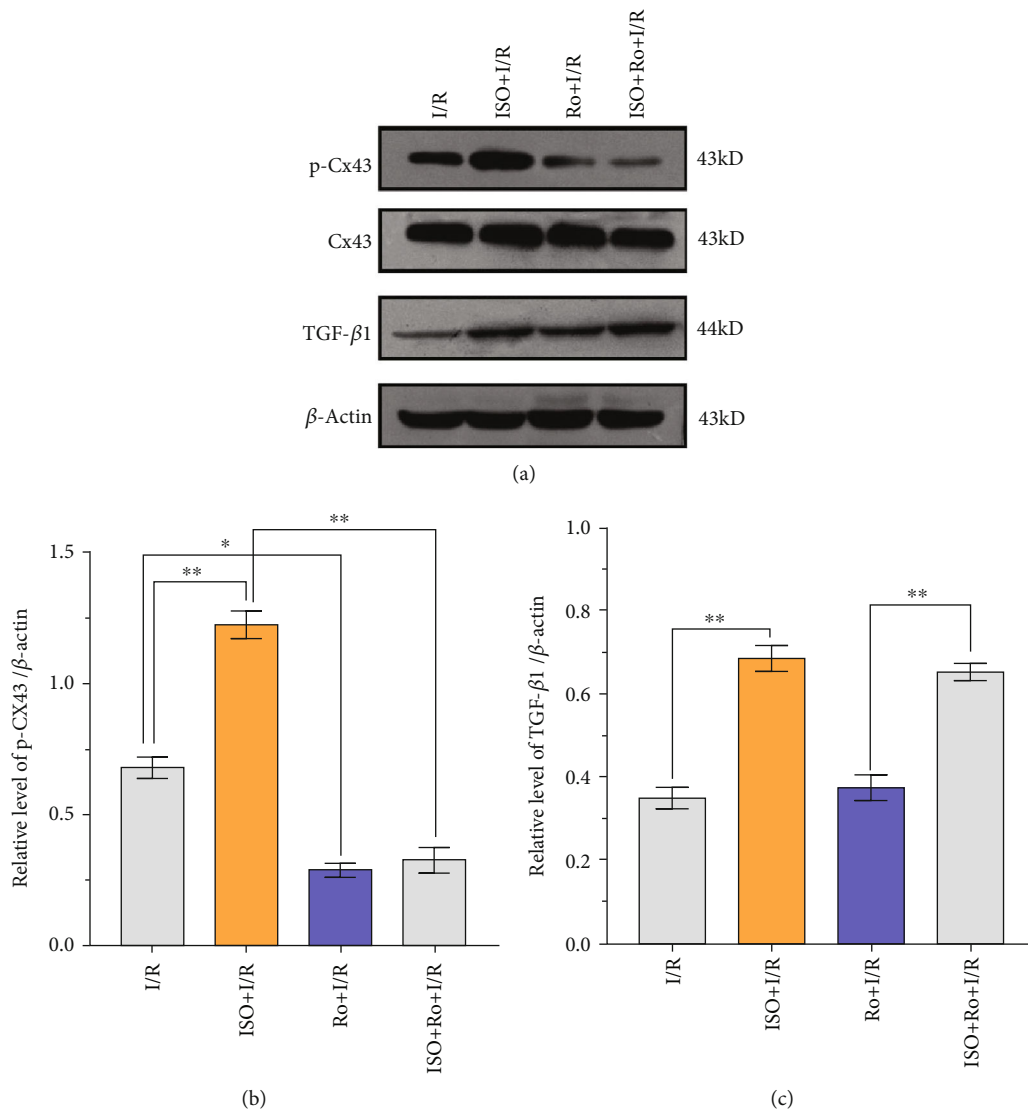 I/R
ISO+I/R
Ro+I/R
ISO+Ro+I/R
p-Cx43
43kD
Cx43
43kD
TGF-β1
44kD
β-Actin
43kD
(a)
Relative level of p-CX43 /β-actin
1.5
1.0
0.5
0.0
**
*
**
I/R
ISO+I/R
Ro+I/R
ISO+Ro+I/R
(b)
Relative level of TGF-β1 /β-actin
1.0
0.8
0.6
0.4
0.2
0.0
**
**
I/R
ISO+I/R
Ro+I/R
ISO+Ro+I/R
(c)